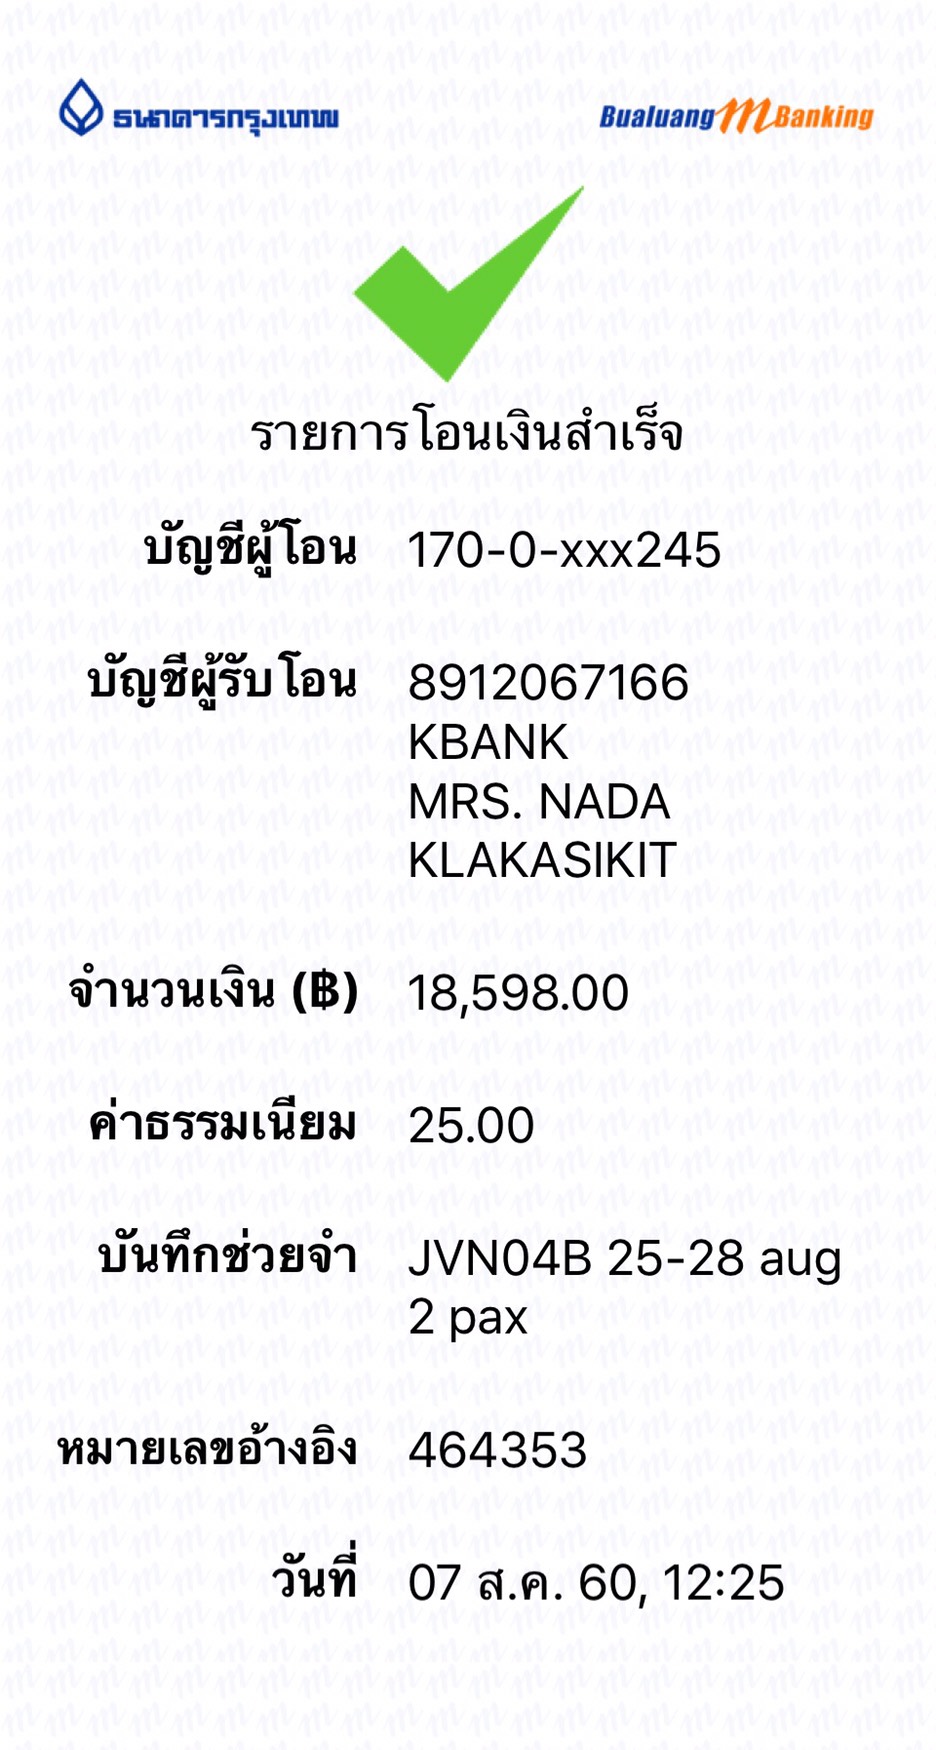 ธนาคารกรุงเทพ Bualuang mBanking
รายการโอนเงินสำเร็จ
บัญชีผู้โอน 170-0-xxx245
บัญชีผู้รับโอน 8912067166
KBANK
MRS. NADA
KLAKASIKIT
จำนวนเงิน (฿) 18,598.00
ค่าธรรมเนียม 25.00
บันทึกช่วยจำ JVN04B 25-28 aug
2 pax
หมายเลขอ้างอิง 464353
วันที่ 07 ส.ค. 60, 12:25